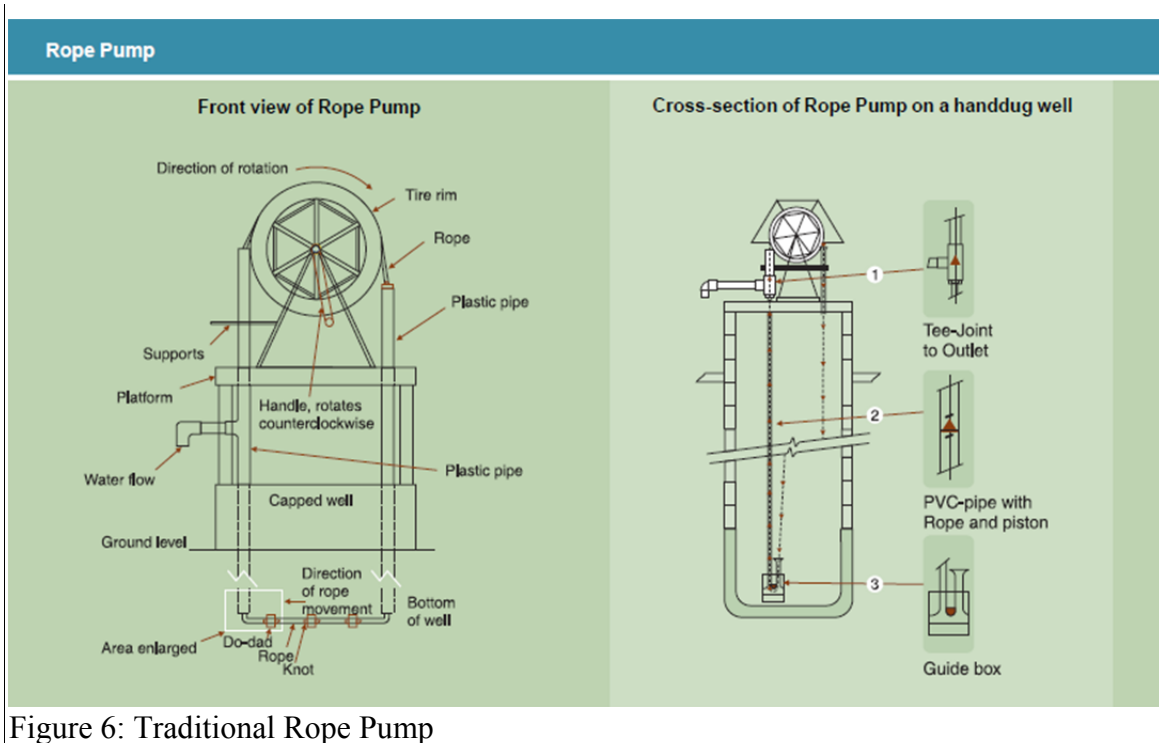 Rope Pump
Front view of Rope Pump
Direction of rotation
Tire rim
Rope
Plastic pipe
Supports
Platform
Handle, rotates
counterclockwise
Water flow
Plastic pipe
Capped well
Ground level
Direction
of rope
movement
Bottom
of well
Area enlarged
Do-dad
Rope
Knot
Cross-section of Rope Pump on a handdug well
1
Tee-Joint
to Outlet
2
PVC-pipe with
Rope and piston
3
Guide box
Figure 6: Traditional Rope Pump